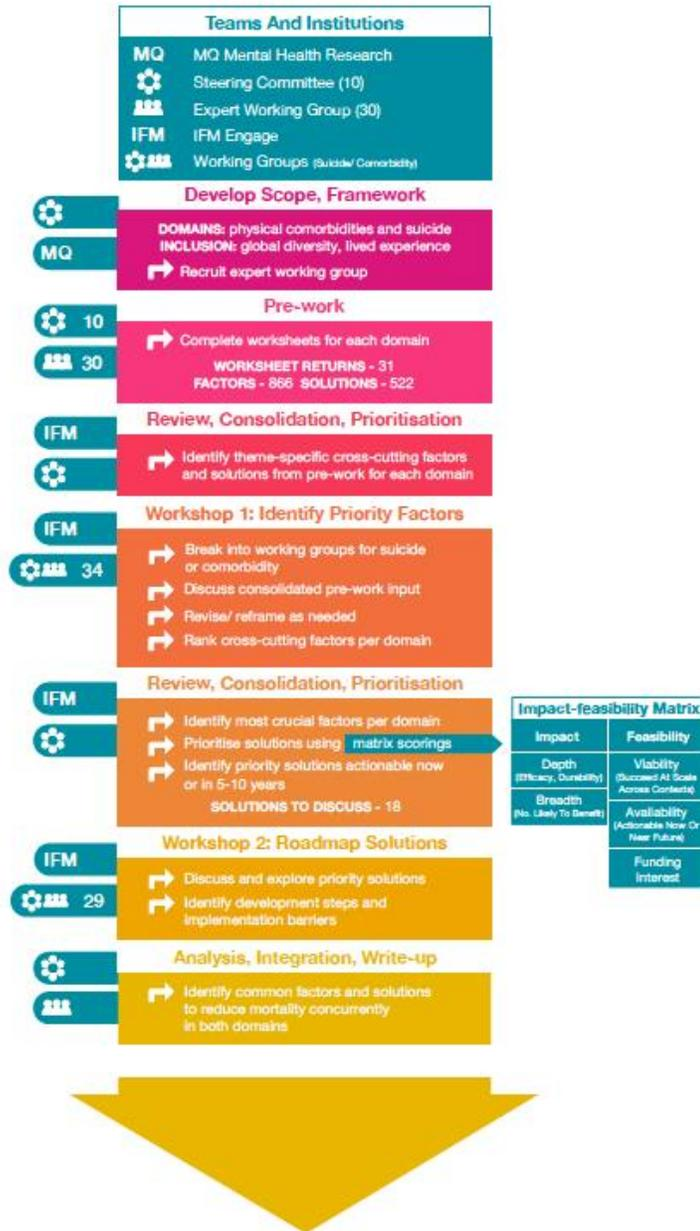 Teams And Institutions
MQ MQ Mental Health Research
Steering Committee (10)
Expert Working Group (30)
IFM IFM Engage
Working Groups (Suicide/ Comorbidity)
Develop Scope, Framework
MQ
DOMAINS: physical comorbidities and suicide
INCLUSION: global diversity, lived experience
Recruit expert working group
Pre-work
10
30
Complete worksheets for each domain
WORKSHEET RETURNS - 31
FACTORS - 866 SOLUTIONS - 522
Review, Consolidation, Prioritisation
IFM
Identify theme-specific cross-cutting factors
and solutions from pre-work for each domain
Workshop 1: Identify Priority Factors
IFM
34
Break into working groups for suicide
or comorbidity
Discuss consolidated pre-work input
Revise/ reframe as needed
Rank cross-cutting factors per domain
Review, Consolidation, Prioritisation
IFM
Identify most crucial factors per domain
Prioritise solutions using matrix scorings
Identify priority solutions actionable now
or in 5-10 years
SOLUTIONS TO DISCUSS - 18
Impact-feasibility Matrix
Impact Feasibility
Depth
(Efficacy, Durability)
Breadth
(No. Likely To Benefit)
Viability
(Succeed At Scale
Across Contexts)
Availability
(Actionable Now Or
Near Future)
Funding
Interest
Workshop 2: Roadmap Solutions
IFM
29
Discuss and explore priority solutions
Identify development steps and
implementation barriers
Analysis, Integration, Write-up
Identify common factors and solutions
to reduce mortality concurrently
in both domains